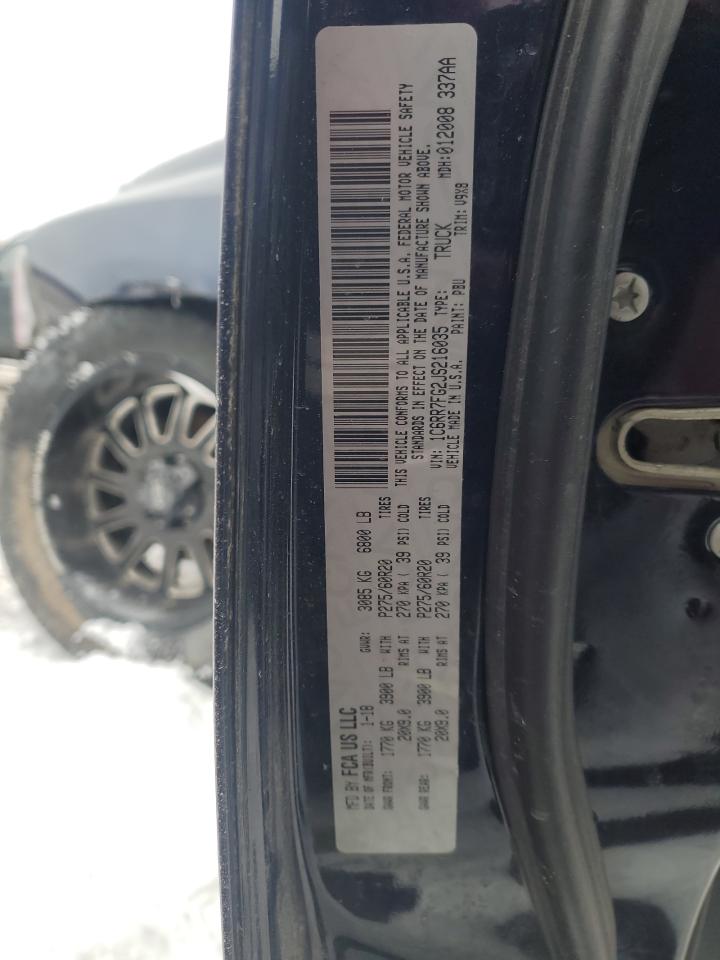 MFD BY FCA US LLC
DATE OF MFR(BUILT): 1-18 GVWR: 3085 KG 6800 LB
GAWR FRONT: 1770 KG 3900 LB WITH P275/60R20 TIRES
20X9.0 RIMS AT 270 KPA ( 39 PSI) COLD
GAWR REAR: 1770 KG 3900 LB WITH P275/60R20 TIRES
20X9.0 RIMS AT 270 KPA ( 39 PSI) COLD
THIS VEHICLE CONFORMS TO ALL APPLICABLE U.S.A. FEDERAL MOTOR VEHICLE SAFETY
STANDARDS IN EFFECT ON THE DATE OF MANUFACTURE SHOWN ABOVE.
VIN: 1C6RR7FG2JS216035 TYPE: TRUCK MDH:012008 337AA
VEHICLE MADE IN U.S.A. PAINT: PBU TRIM: V9X8